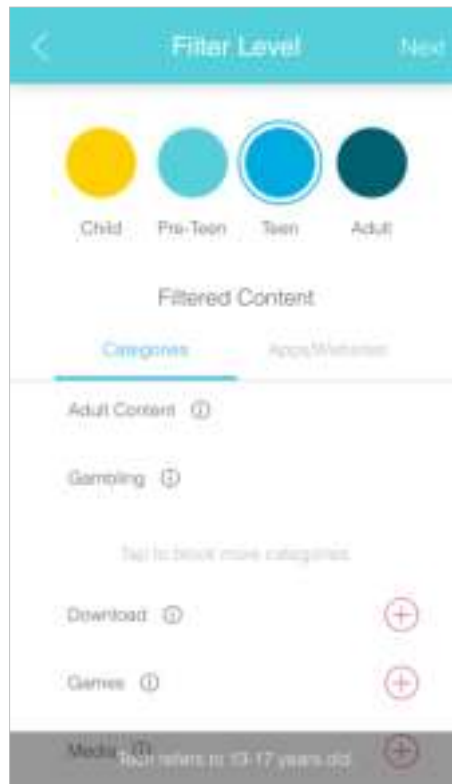 Filter Level Next
Child Pre-Teen Teen Adult
Filtered Content
Categories Apps/Websites
Adult Content
Gambling
Tap to block more categories
Download
Games
Media
Teen refers to 13-17 years old